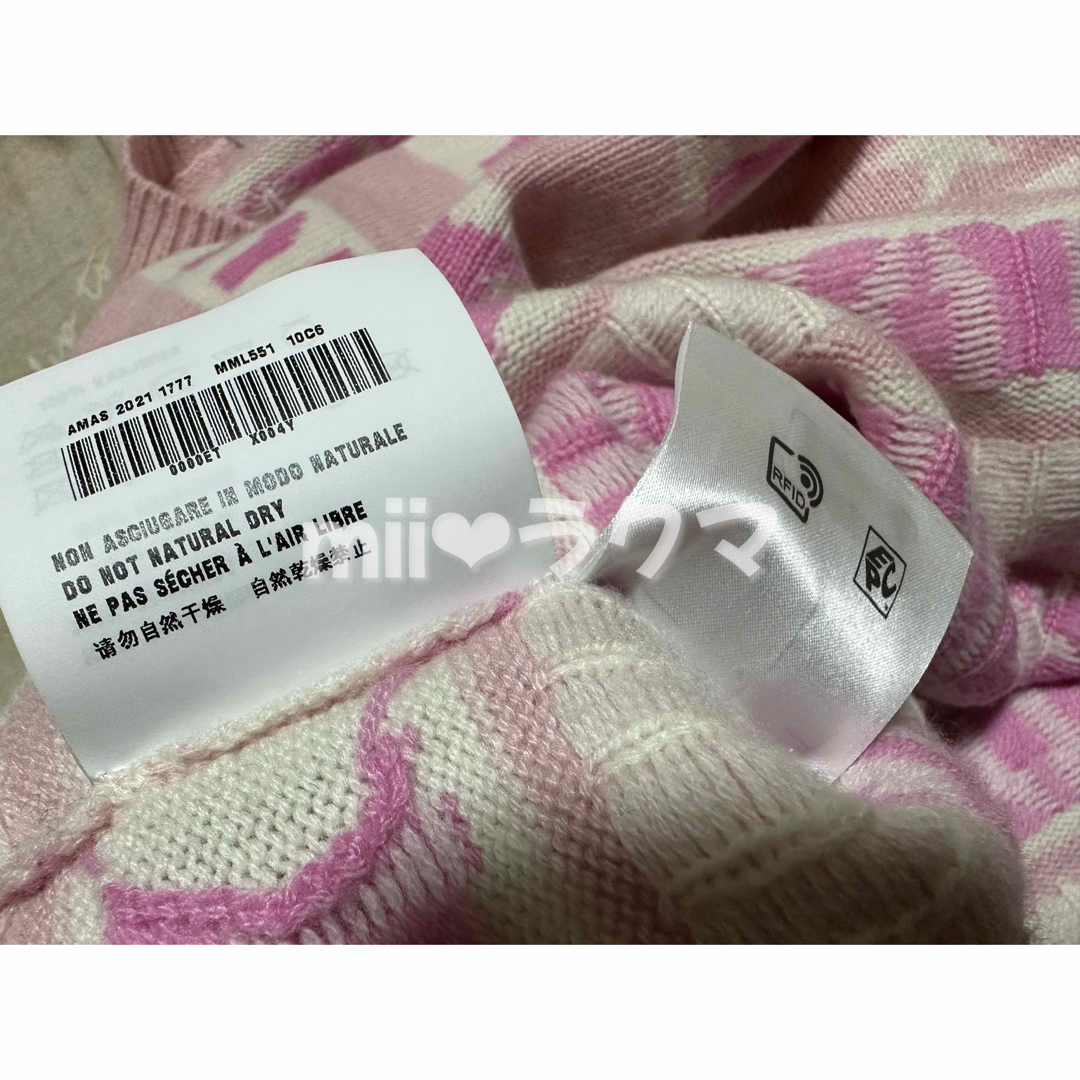 AMAS 2021 1777 MML551 10C6
0000ET X004Y
NON ASCIUGARE IN MODO NATURALE
DO NOT NATURAL DRY
NE PAS SÉCHER À L'AIR LIBRE
请勿自然干燥 自然乾燥禁止
RFID
EPC
mii❤ラクマ